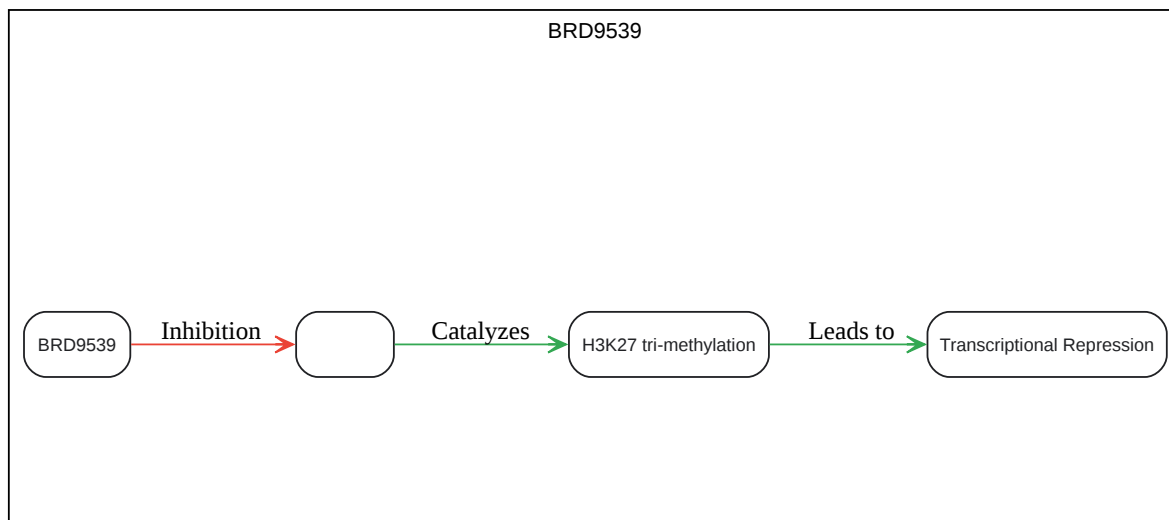 BRD9539
BRD9539
Inhibition
Catalyzes
H3K27 tri-methylation
Leads to
Transcriptional Repression